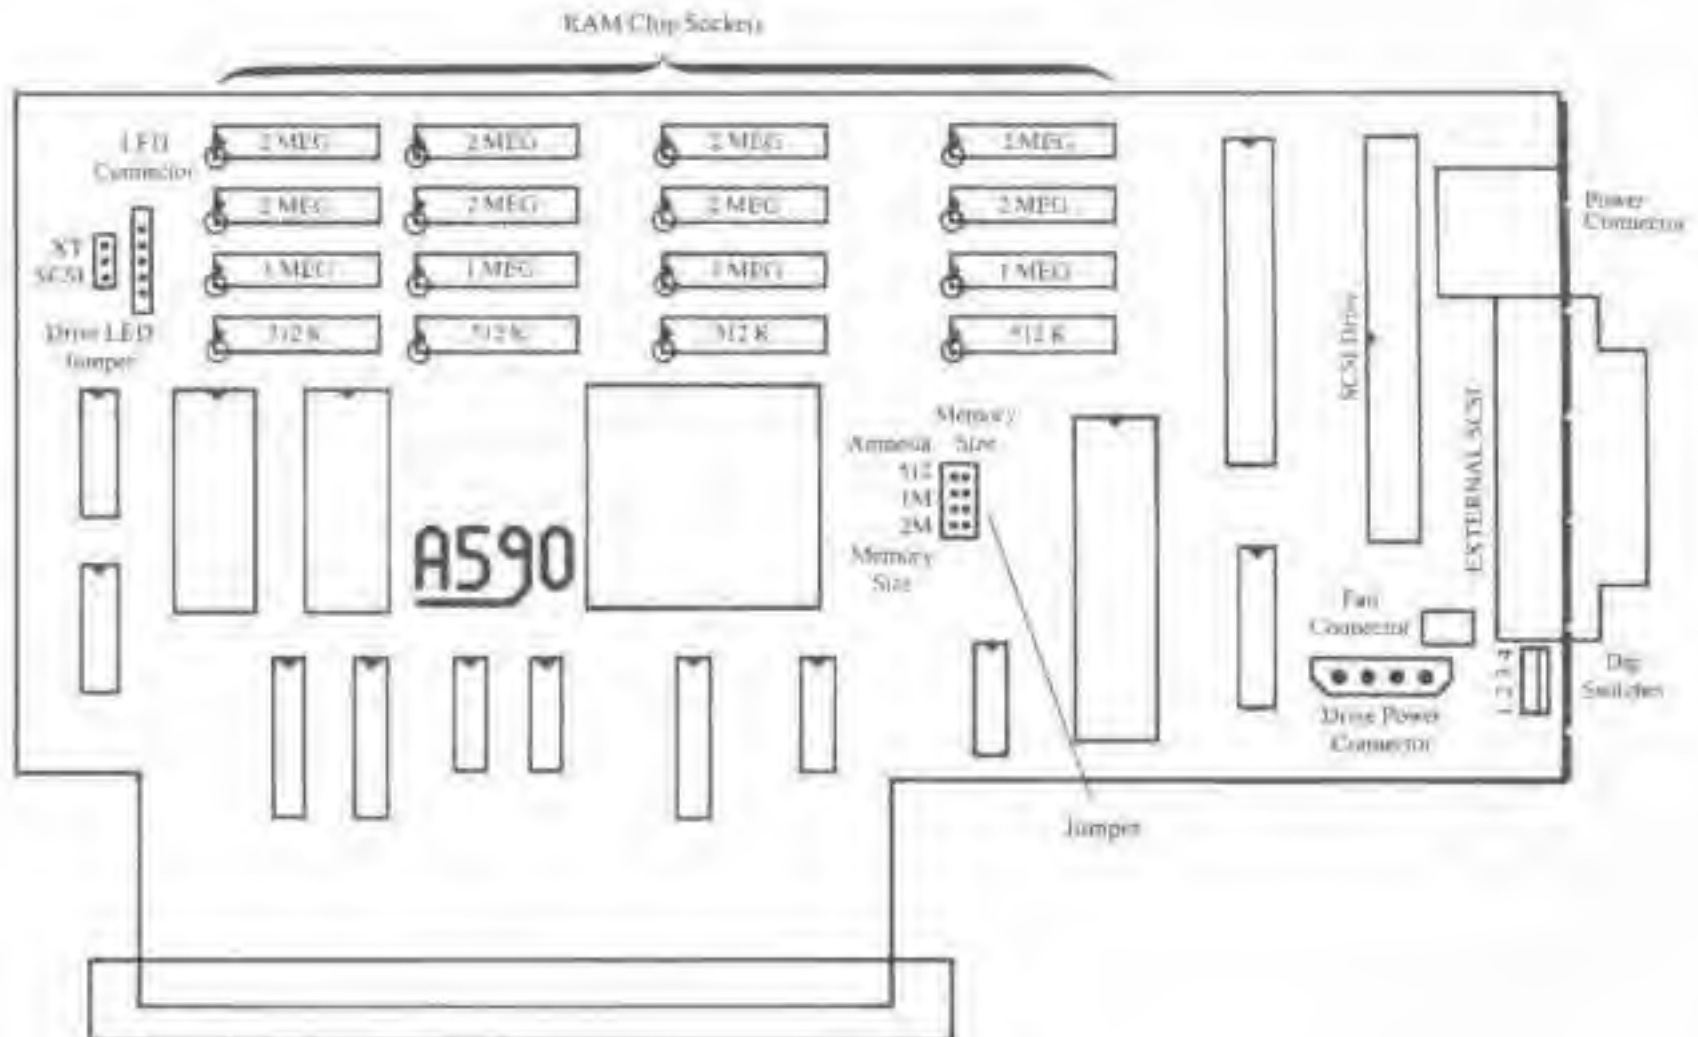 RAM Chip Sockets
LED
Connector
2 MEG
2 MEG
2 MEG
2 MEG
2 MEG
2 MEG
2 MEG
2 MEG
1 MEG
1 MEG
1 MEG
1 MEG
512 K
512 K
512 K
512 K
XT
SCSI
Drive LED
Jumper
Power
Connector
SCSI Drive
EXTERNAL SCSI
Memory
Size
Amnesia
512
1M
2M
Memory
Size
A590
Fan
Connector
1 2 3 4
Dip
Switches
Drive Power
Connector
Jumper